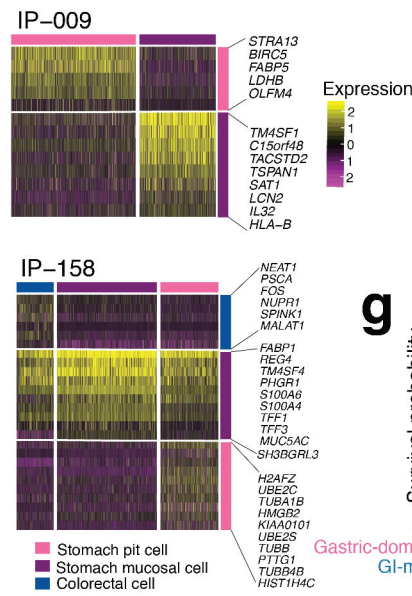 IP–009
STRA13
BIRC5
FABP5
LDHB
OLFM4
TM4SF1
C15orf48
TACSTD2
TSPAN1
SAT1
LCN2
IL32
HLA–B
Expression
2
1
0
1
2
IP–158
NEAT1
PSCA
FOS
NUPR1
SPINK1
MALAT1
FABP1
REG4
TM4SF4
PHGR1
S100A6
S100A4
TFF1
TFF3
MUC5AC
SH3BGRL3
H2AFZ
UBE2C
TUBA1B
HMGB2
KIAA0101
UBE2S
TUBB
PTTG1
TUBB4B
HIST1H4C
Stomach pit cell
Stomach mucosal cell
Colorectal cell
g
Gastric-dom
GI-m